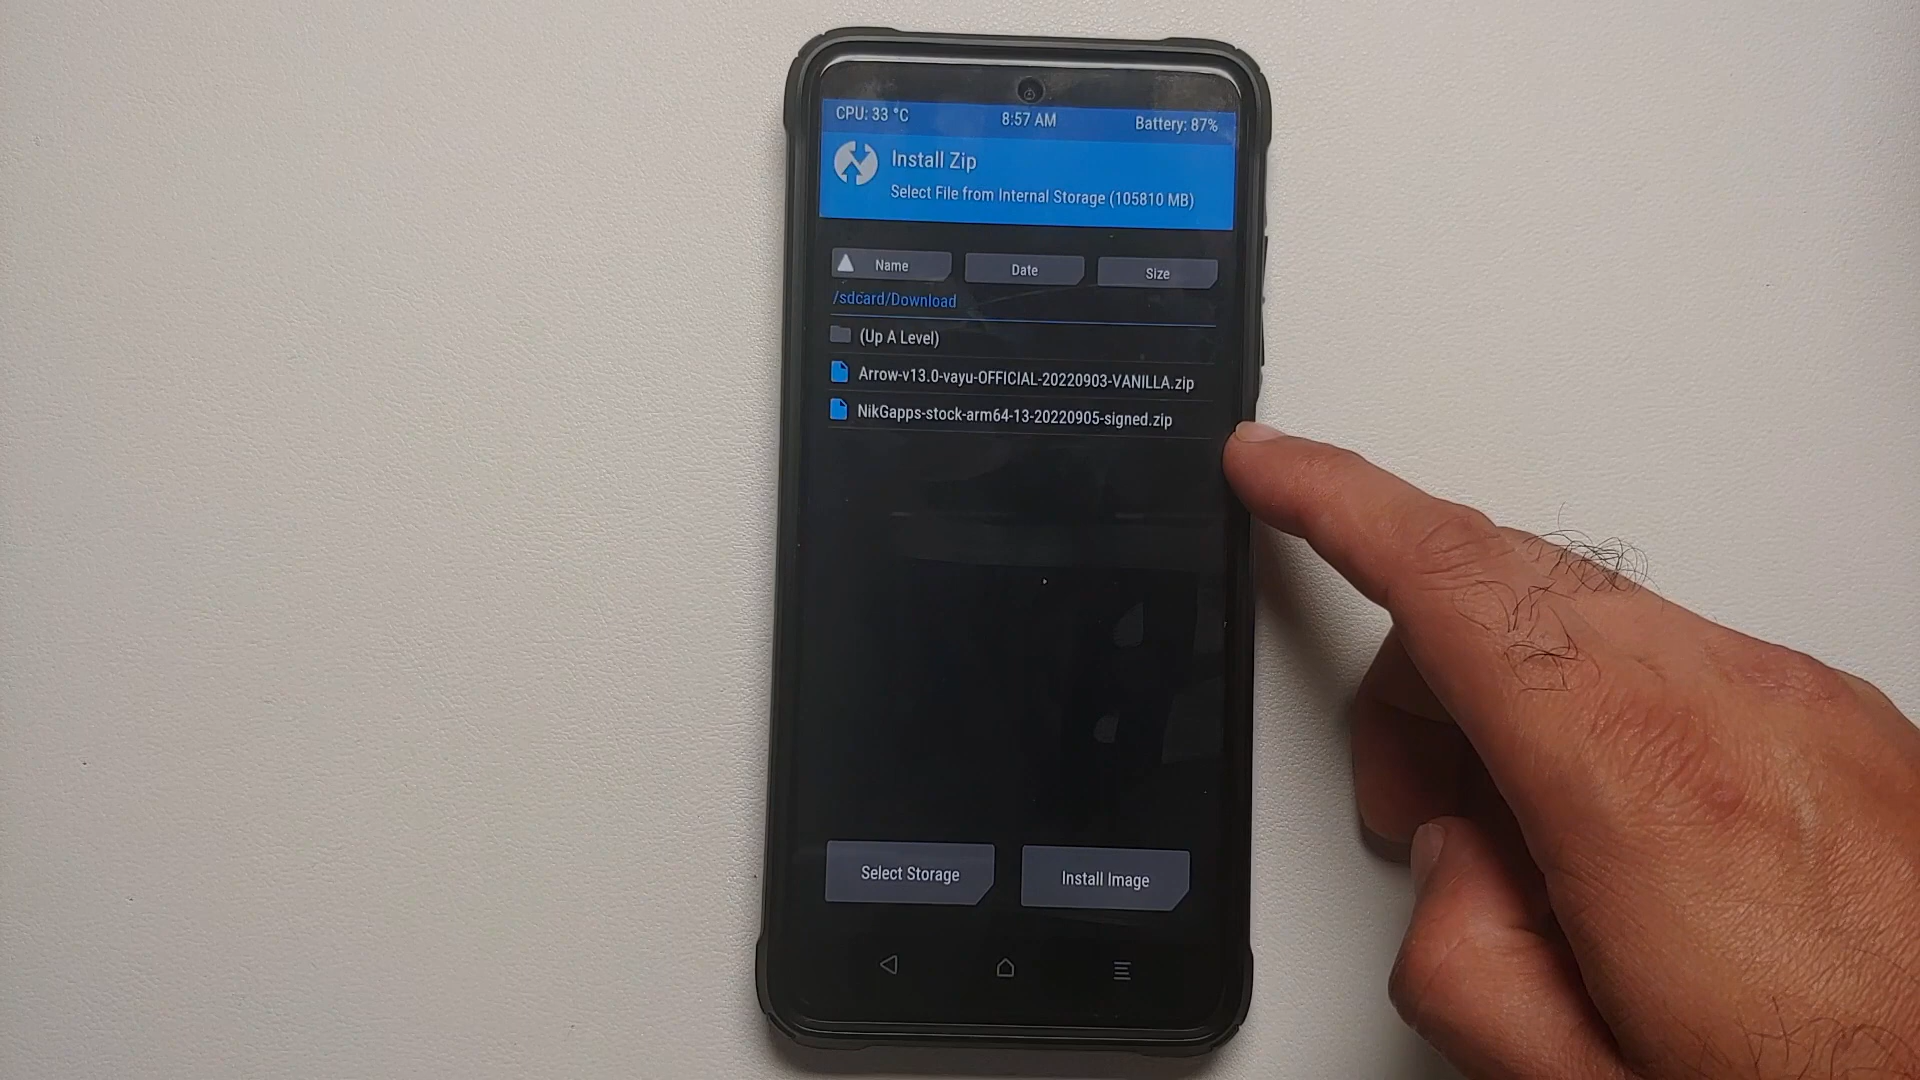 CPU: 33 °C 8:57 AM Battery: 87%
Install Zip
Select File from Internal Storage (105810 MB)
Name Date Size
/sdcard/Download
(Up A Level)
Arrow-v13.0-vayu-OFFICIAL-20220903-VANILLA.zip
NikGapps-stock-arm64-13-20220905-signed.zip
Select Storage Install Image